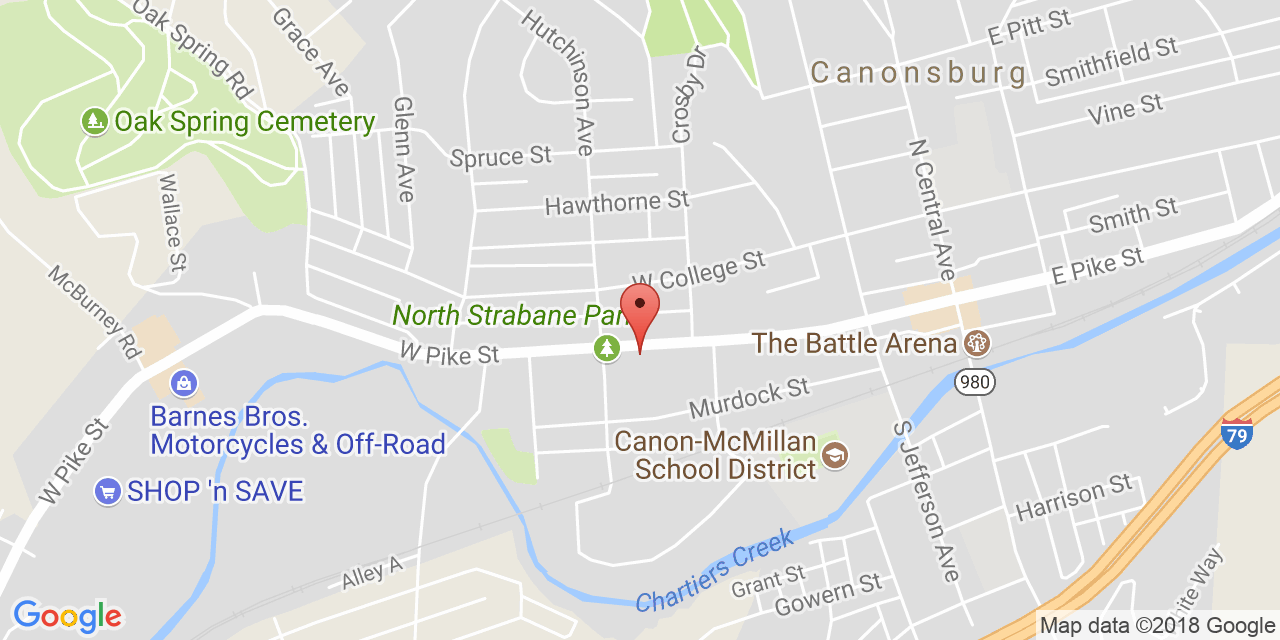 Oak Spring Rd
Grace Ave
Hutchinson Ave
Crosby Dr
E Pitt St
Smithfield St
Canonsburg
Vine St
Glenn Ave
Oak Spring Cemetery
Spruce St
N Central Ave
Wallace St
Hawthorne St
Smith St
W College St
E Pike St
McBurney Rd
North Strabane
W Pike St
The Battle Arena
980
Barnes Bros.
Motorcycles & Off-Road
Murdock St
79
Canon-McMillan
School District
W Pike St
SHOP 'n SAVE
S Jefferson Ave
Harrison St
Alley A
Chartiers Creek
Grant St
Gowern St
Way
Google
Map data ©2018 Google